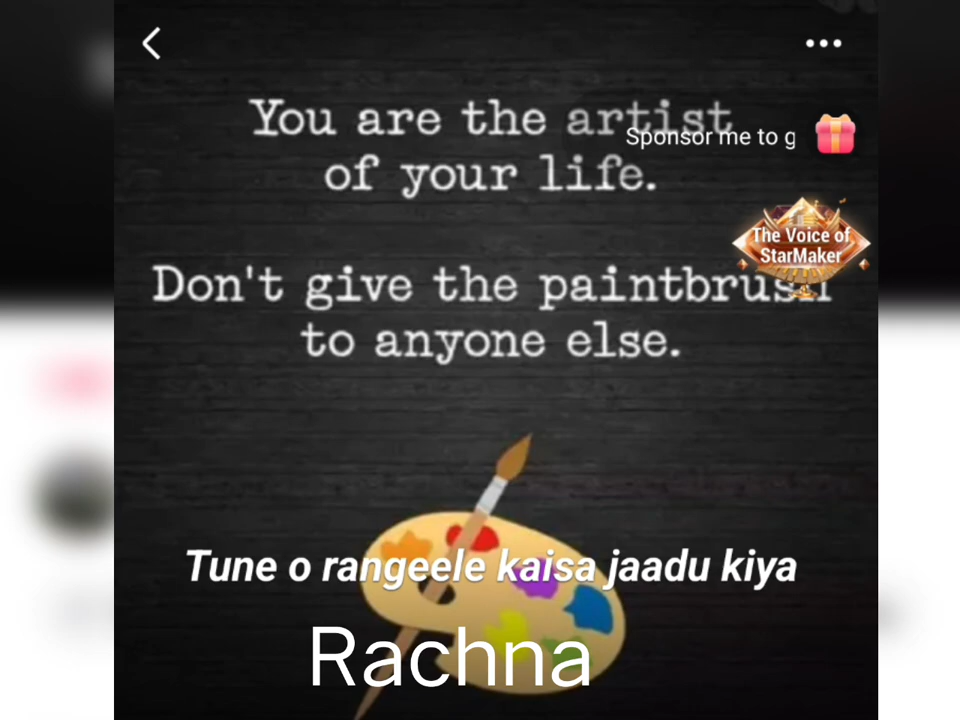 You are the artist
of your life.
Sponsor me to g
The Voice of
StarMaker
Don't give the paintbrush
to anyone else.
Tune o rangeele kaisa jaadu kiya
Rachna